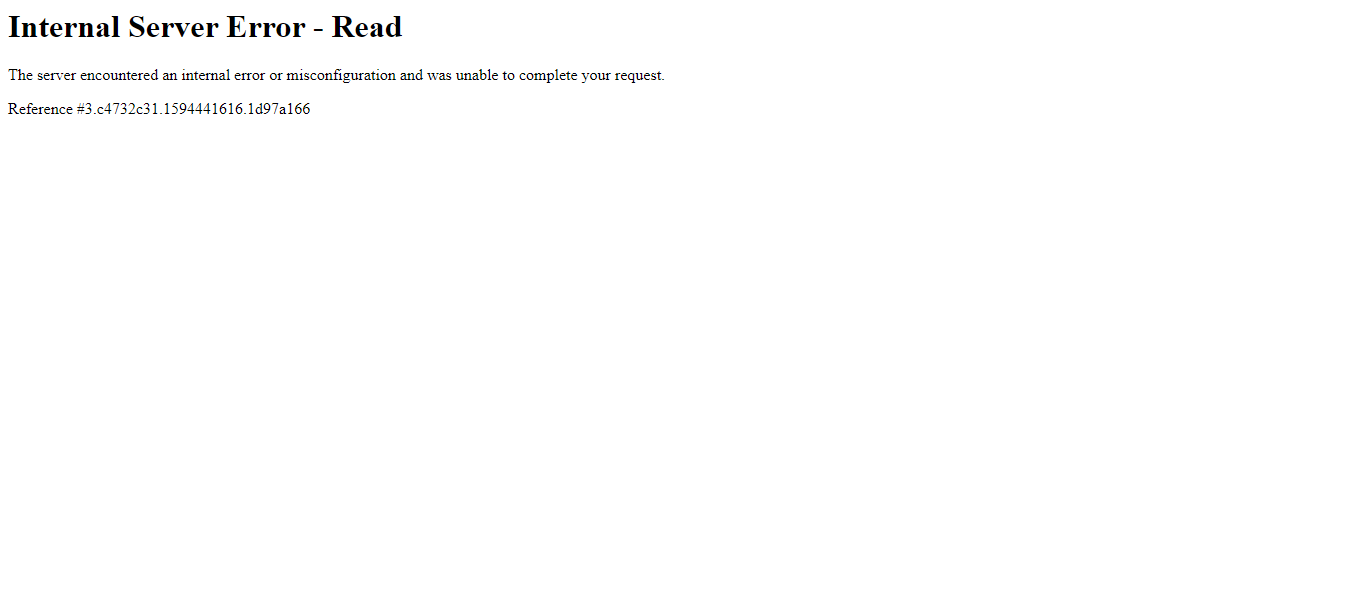 Internal Server Error - Read
The server encountered an internal error or misconfiguration and was unable to complete your request.
Reference #3.c4732c31.1594441616.1d97a166